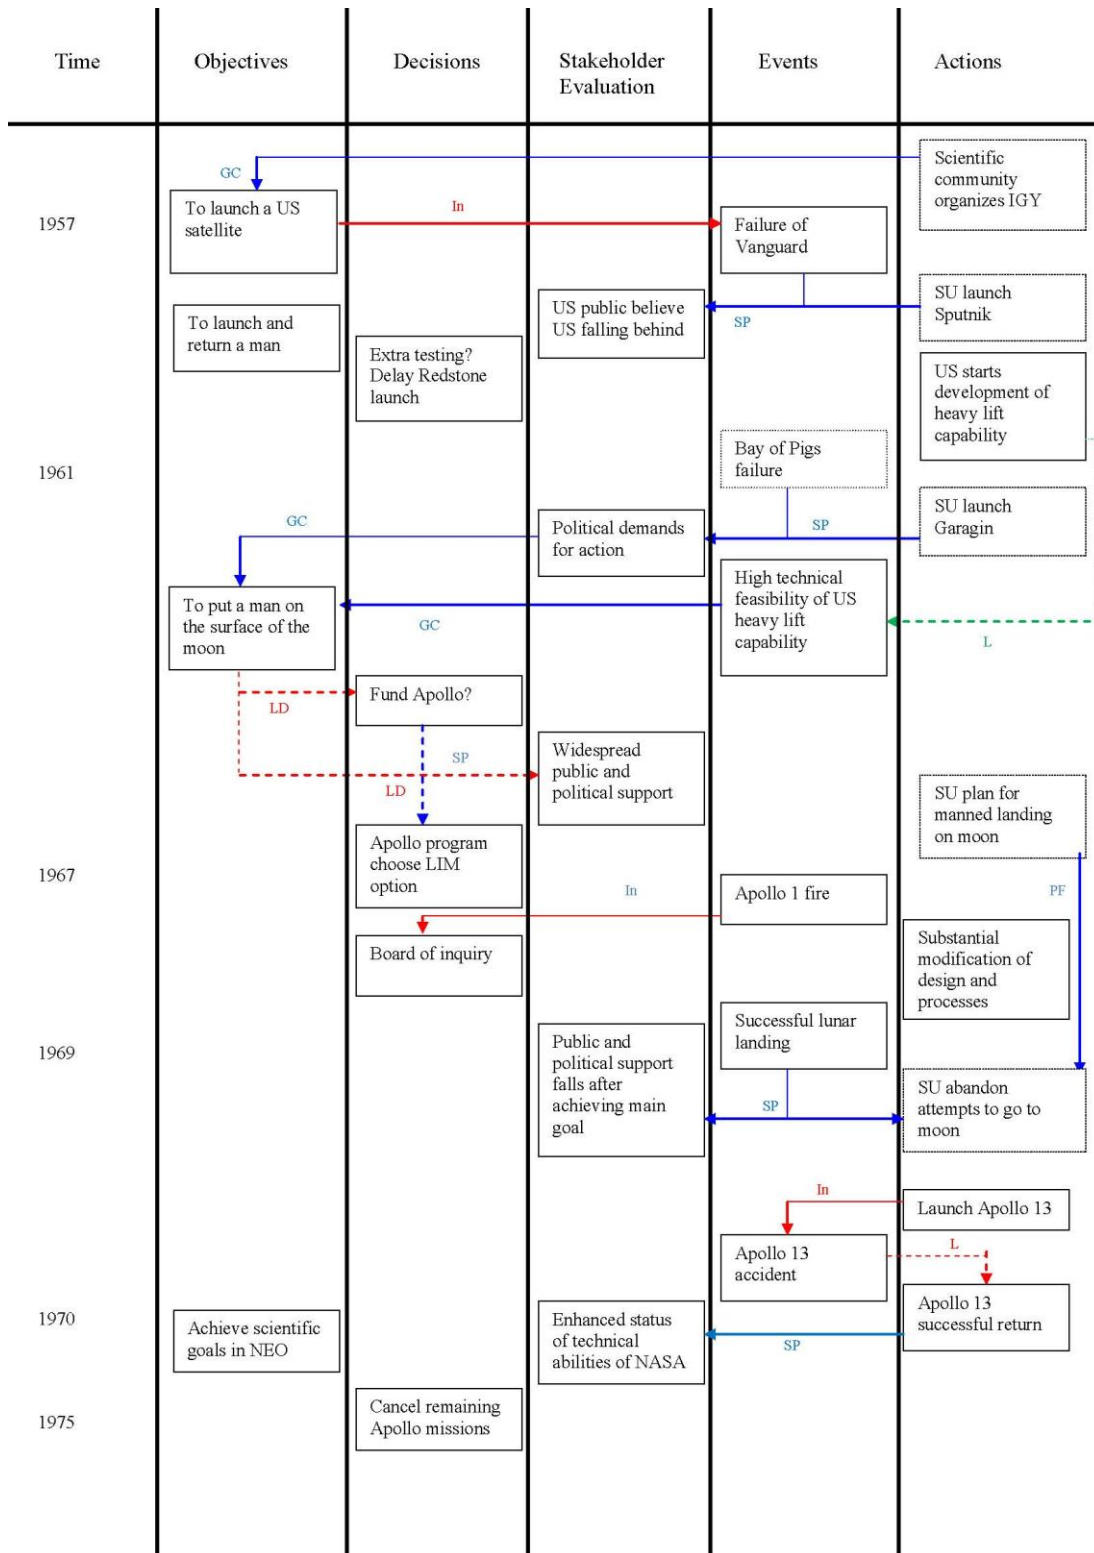 Time
Objectives
Decisions
Stakeholder
Evaluation
Events
Actions
Scientific
community
organizes IGY
GC
1957
To launch a US
satellite
In
Failure of
Vanguard
To launch and
return a man
US public believe
US falling behind
SP
SU launch
Sputnik
Extra testing?
Delay Redstone
launch
US starts
development of
heavy lift
capability
1961
Bay of Pigs
failure
GC
Political demands
for action
SP
SU launch
Garagin
To put a man on
the surface of the
moon
GC
High technical
feasibility of US
heavy lift
capability
L
LD
Fund Apollo?
SP
LD
Widespread
public and
political support
SU plan for
manned landing
on moon
Apollo program
choose LIM
option
1967
In
Apollo 1 fire
PF
Board of inquiry
Substantial
modification of
design and
processes
1969
Public and
political support
falls after
achieving main
goal
Successful lunar
landing
SP
SU abandon
attempts to go to
moon
In
Launch Apollo 13
Apollo 13
accident
L
1970
Achieve scientific
goals in NEO
Enhanced status
of technical
abilities of NASA
SP
Apollo 13
successful return
1975
Cancel remaining
Apollo missions